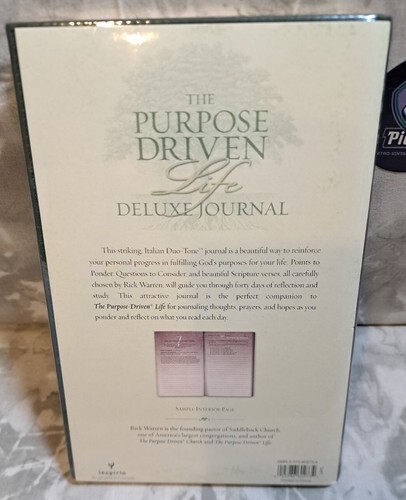 THE
PURPOSE
DRIVEN
Life
DELUXE JOURNAL
This striking, Italian Duo-Tone™ journal is a beautiful way to reinforce
your personal progress in fulfilling God's purposes for your life. Points to
Ponder, Questions to Consider, and beautiful Scripture verses, all carefully
chosen by Rick Warren, will guide you through forty days of reflection and
study. This attractive journal is the perfect companion to
The Purpose-Driven® Life for journaling thoughts, prayers, and hopes as you
ponder and reflect on what you read each day.
SAMPLE INTERIOR PAGE
Rick Warren is the founding pastor of Saddleback Church,
one of America's largest congregations, and author of
The Purpose-Driven® Church and The Purpose-Driven® Life.
inspirio